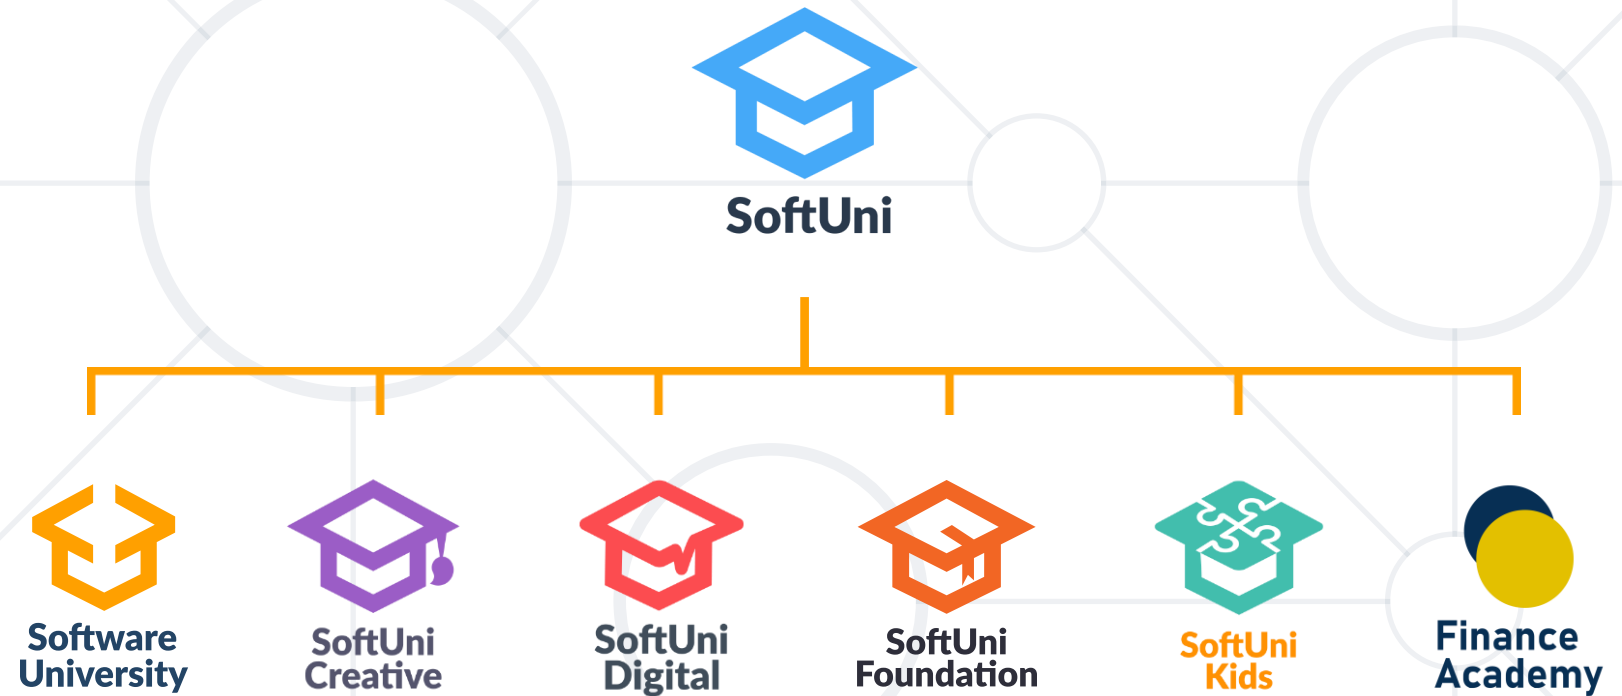 SoftUni
Software
University
SoftUni
Creative
SoftUni
Digital
SoftUni
Foundation
SoftUni
Kids
Finance
Academy